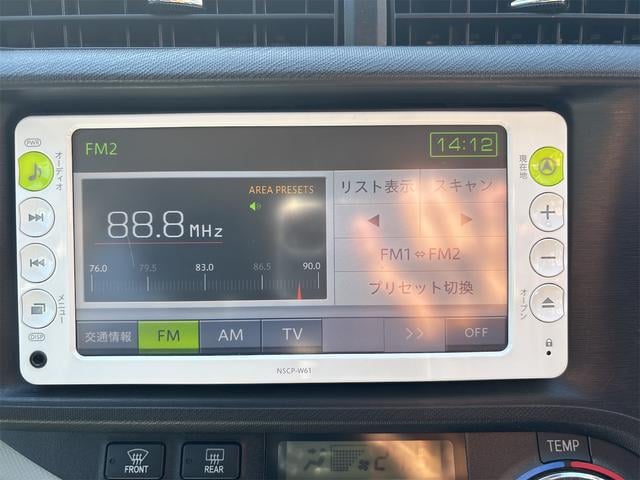 PWR
オーディオ
FM2
14:12
現在地
AREA PRESETS
リスト表示
スキャン
88.8 MHz
FM1⇔FM2
76.0 79.5 83.0 86.5 90.0
プリセット切換
メニュー
オープン
交通情報 FM AM TV >> OFF
DISP
NSCP-W61
FRONT
REAR
TEMP